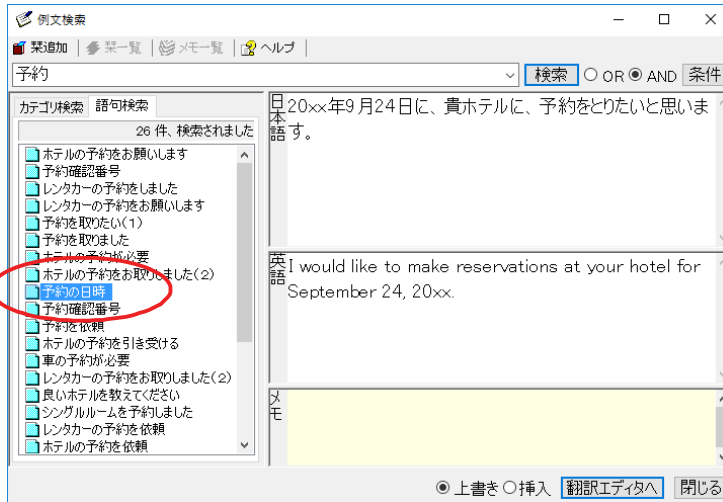 例文検索
栞追加 栞一覧 メモ一覧 ヘルプ
予約 検索 OR AND 条件
カテゴリ検索 語句検索
26 件、検索されました
ホテルの予約をお願いします
予約確認番号
レンタカーの予約をしました
レンタカーの予約をお願いします
予約を取りたい(1)
予約を取りました
ホテルの予約が必要
ホテルの予約をお取りしました(2)
予約の日時
予約確認番号
予約を依頼
ホテルの予約を引き受ける
車の予約が必要
レンタカーの予約をお取りしました(2)
良いホテルを教えてください
シングルルームを予約しました
レンタカーの予約を依頼
ホテルの予約を依頼
日本語
20xx年9月24日に、貴ホテルに、予約をとりたいと思いま
す。
英語
I would like to make reservations at your hotel for
September 24, 20xx.
メモ
上書き 挿入 翻訳エディタへ 閉じる